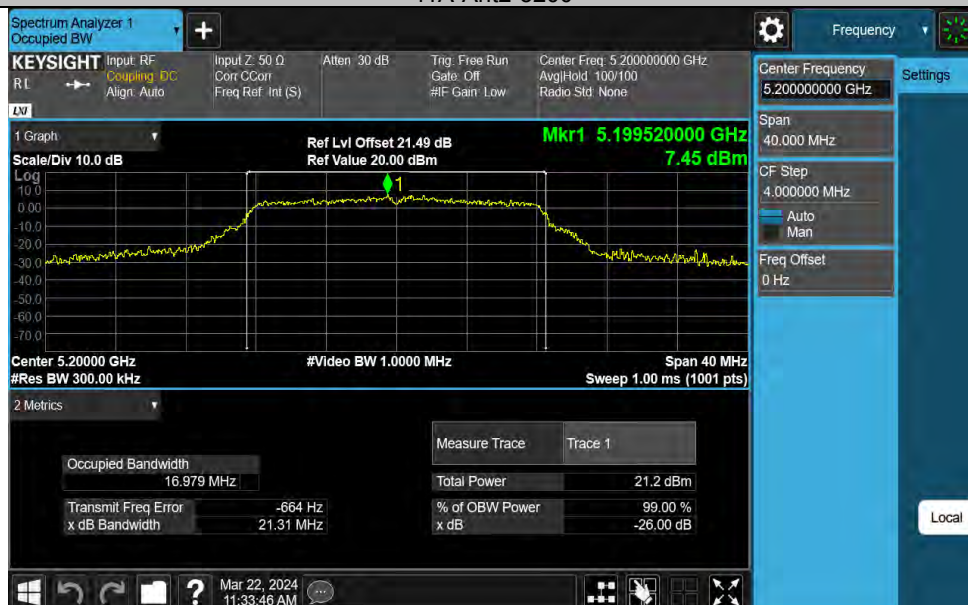 Spectrum Analyzer 1
Occupied BW
Frequency
KEYSIGHT
RL
LXI
Input: RF
Coupling: DC
Align: Auto
Input Z: 50 Ω
Corr CCorr
Freq Ref: Int (S)
Atten: 30 dB
Trig: Free Run
Gate: Off
#IF Gain: Low
Center Freq: 5.200000000 GHz
Avg|Hold: 100/100
Radio Std: None
Center Frequency
5.200000000 GHz
Settings
Span
40.000 MHz
CF Step
4.000000 MHz
Auto
Man
Freq Offset
0 Hz
1 Graph
Scale/Div 10.0 dB
Ref Lvl Offset 21.49 dB
Ref Value 20.00 dBm
Mkr1 5.199520000 GHz
7.45 dBm
Log
10.0
0.00
-10.0
-20.0
-30.0
-40.0
-50.0
-60.0
-70.0
1
Center 5.20000 GHz
#Video BW 1.0000 MHz
Span 40 MHz
#Res BW 300.00 kHz
Sweep 1.00 ms (1001 pts)
2 Metrics
Measure Trace Trace 1
Occupied Bandwidth
16.979 MHz
Total Power 21.2 dBm
Transmit Freq Error -664 Hz
% of OBW Power 99.00 %
x dB Bandwidth 21.31 MHz
x dB -26.00 dB
Local
?
Mar 22, 2024
11:33:46 AM